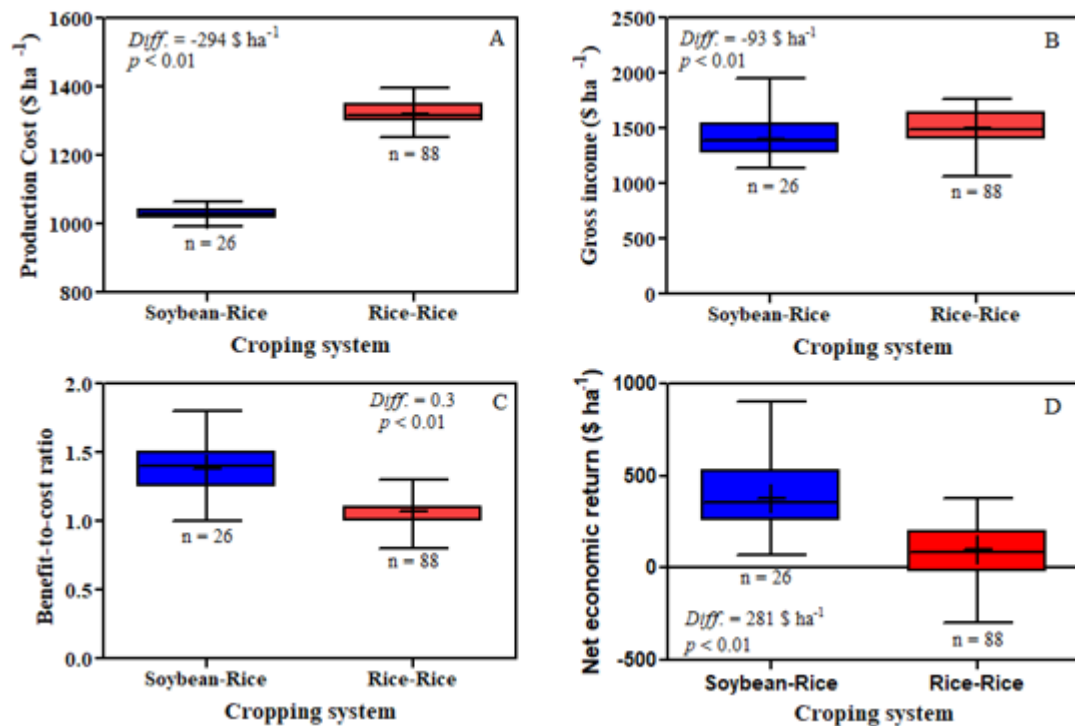 Production Cost ($ ha ⁻¹)
1600
1400
1200
1000
800
Diff. = -294 $ ha⁻¹
p < 0.01
A
n = 88
n = 26
Soybean-Rice
Rice-Rice
Croping system
Gross income ($ ha ⁻¹)
2500
2000
1500
1000
500
0
Diff. = -93 $ ha⁻¹
p < 0.01
B
n = 26
n = 88
Soybean-Rice
Rice-Rice
Croping system
Benefit-to-cost ratio
2.0
1.5
1.0
0.5
0.0
Diff. = 0.3
p < 0.01
C
n = 26
n = 88
Soybean-Rice
Rice-Rice
Cropping system
Net economic return ($ ha⁻¹)
1000
500
0
-500
D
n = 26
Diff. = 281 $ ha⁻¹
p < 0.01
n = 88
Soybean-Rice
Rice-Rice
Croping system